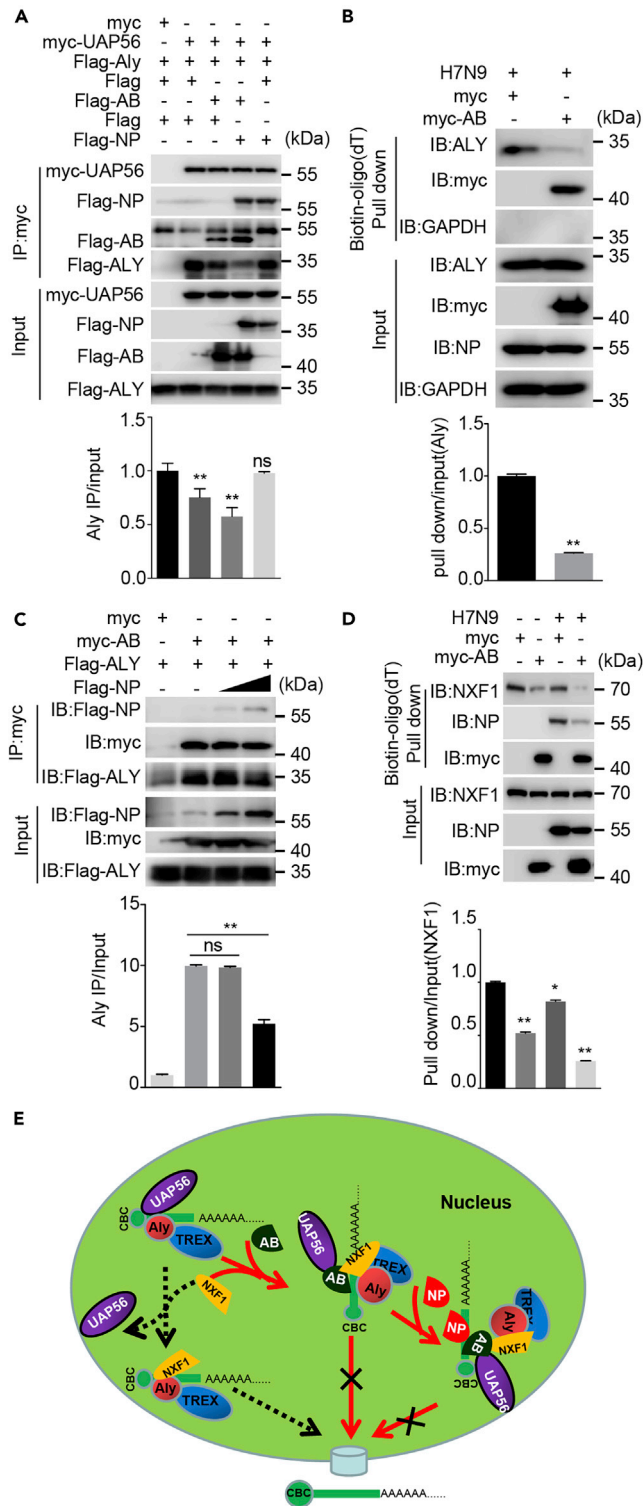 A
myc + - - - -
myc-UAP56 - + + + +
Flag-Aly + + + + +
Flag + + - - +
Flag-AB - - + + -
Flag + + + - -
Flag-NP - - - + + (kDa)
IP:myc
myc-UAP56 55
Flag-NP 55
Flag-AB
Flag-ALY 35
Input
myc-UAP56 55
Flag-NP 35
Flag-AB 40
Flag-ALY 35
Aly IP/input
1.5
1.0
0.5
0.0
** ** ns
B
H7N9 + +
myc + -
myc-AB - + (kDa)
Biotin-oligo(dT)
Pull down
IB:ALY 35
IB:myc 40
IB:GAPDH 35
Input
IB:ALY 35
IB:myc 40
IB:NP 55
IB:GAPDH 35
pull down/input(Aly)
1.5
1.0
0.5
0.0
**
C
myc + - - -
myc-AB - + + +
Flag-ALY + + + +
Flag-NP - - (kDa)
IP:myc
IB:Flag-NP 55
IB:myc 40
IB:Flag-ALY 35
Input
IB:Flag-NP 55
IB:myc 40
IB:Flag-ALY 35
Aly IP/Input
15
10
5
0
**
ns
D
H7N9 - - + +
myc + - + -
myc-AB - + - + (kDa)
Biotin-oligo(dT)
Pull down
IB:NXF1 70
IB:NP 55
IB:myc 40
Input
IB:NXF1 70
IB:NP 55
IB:myc 40
Pull down/Input(NXF1)
1.5
1.0
0.5
0.0
** * **
E
Nucleus
UAP56
CBC
Aly
TREX
AAAAAA......
AB
NXF1
UAP56
CBC
NXF1
Aly
TREX
AAAAAA......
UAP56
AB
NXF1
TREX
Aly
CBC
AAAAAA......
NP
NP
AAAAAA......
TREX
Aly
AB
NXF1
CBC
UAP56
CBC
AAAAAA......